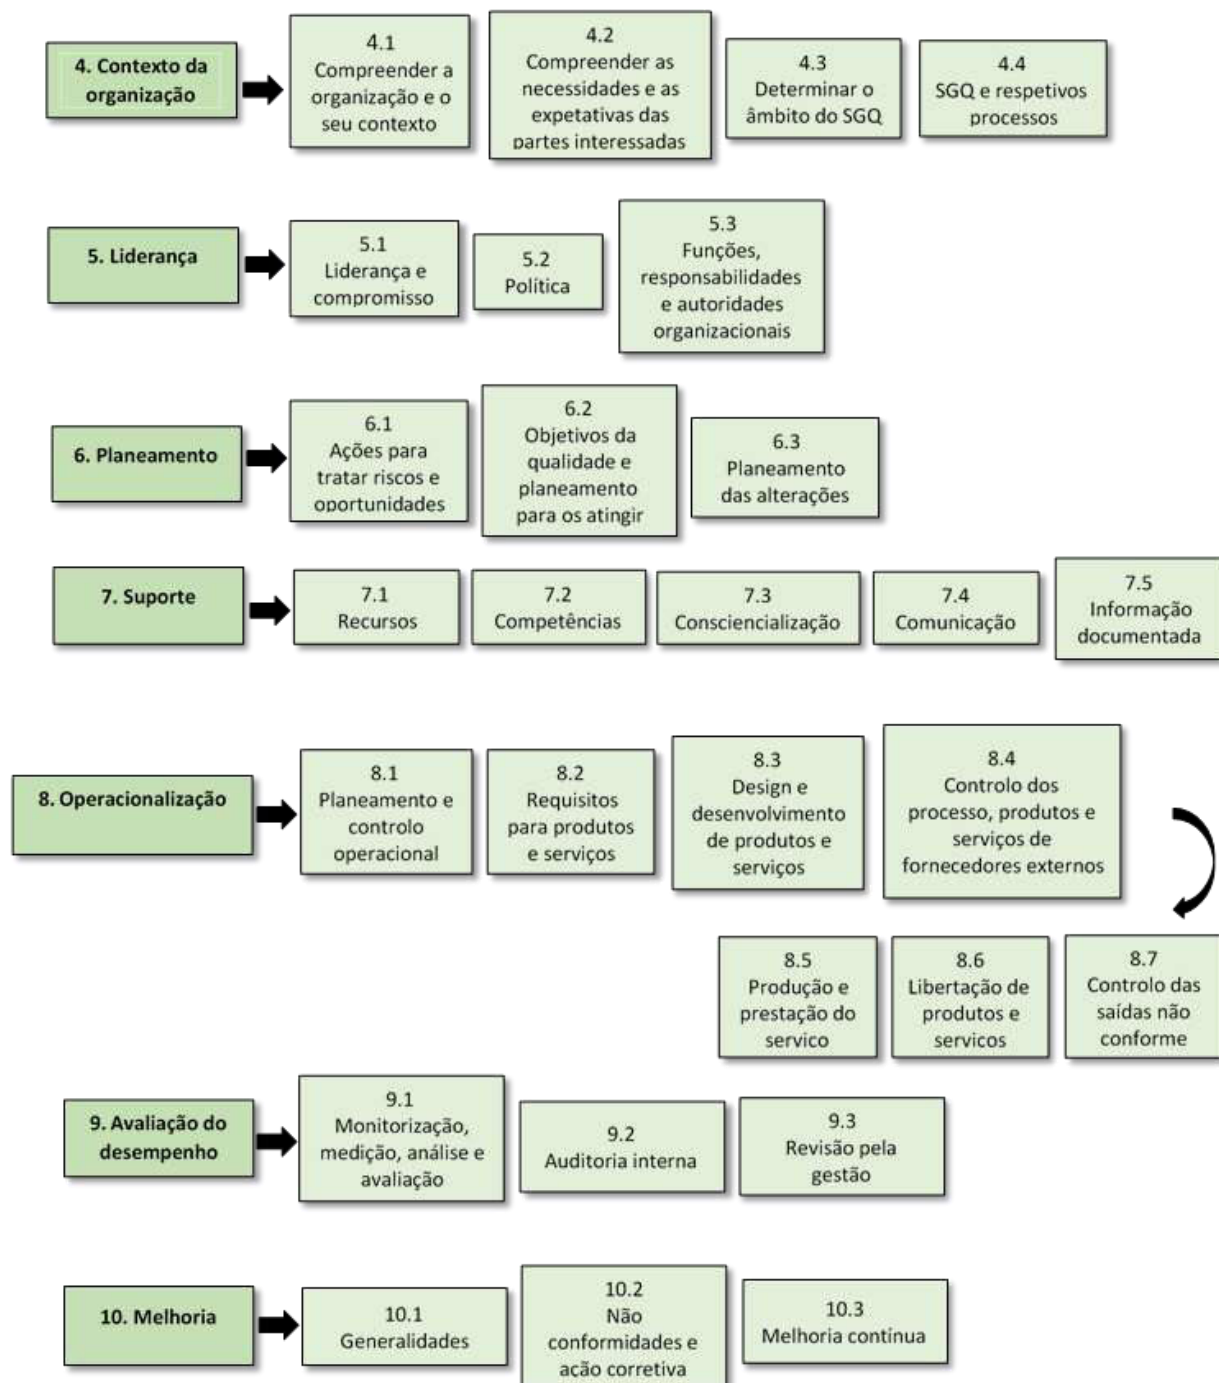 4. Contexto da
organização
4.1
Compreender a
organização e o
seu contexto
4.2
Compreender as
necessidades e as
expetativas das
partes interessadas
4.3
Determinar o
âmbito do SGQ
4.4
SGQ e respetivos
processos
5. Liderança
5.1
Liderança e
compromisso
5.2
Política
5.3
Funções,
responsabilidades
e autoridades
organizacionais
6. Planeamento
6.1
Ações para
tratar riscos e
oportunidades
6.2
Objetivos da
qualidade e
planeamento
para os atingir
6.3
Planeamento
das alterações
7. Suporte
7.1
Recursos
7.2
Competências
7.3
Consciencialização
7.4
Comunicação
7.5
Informação
documentada
8. Operacionalização
8.1
Planeamento e
controlo
operacional
8.2
Requisitos
para produtos
e serviços
8.3
Design e
desenvolvimento
de produtos e
serviços
8.4
Controlo dos
processo, produtos e
serviços de
fornecedores externos
8.5
Produção e
prestação do
servico
8.6
Libertação de
produtos e
servicos
8.7
Controlo das
saídas não
conforme
9. Avaliação do
desempenho
9.1
Monitorização,
medição, análise e
avaliação
9.2
Auditoria interna
9.3
Revisão pela
gestão
10. Melhoria
10.1
Generalidades
10.2
Não
conformidades e
ação corretiva
10.3
Melhoria contínua